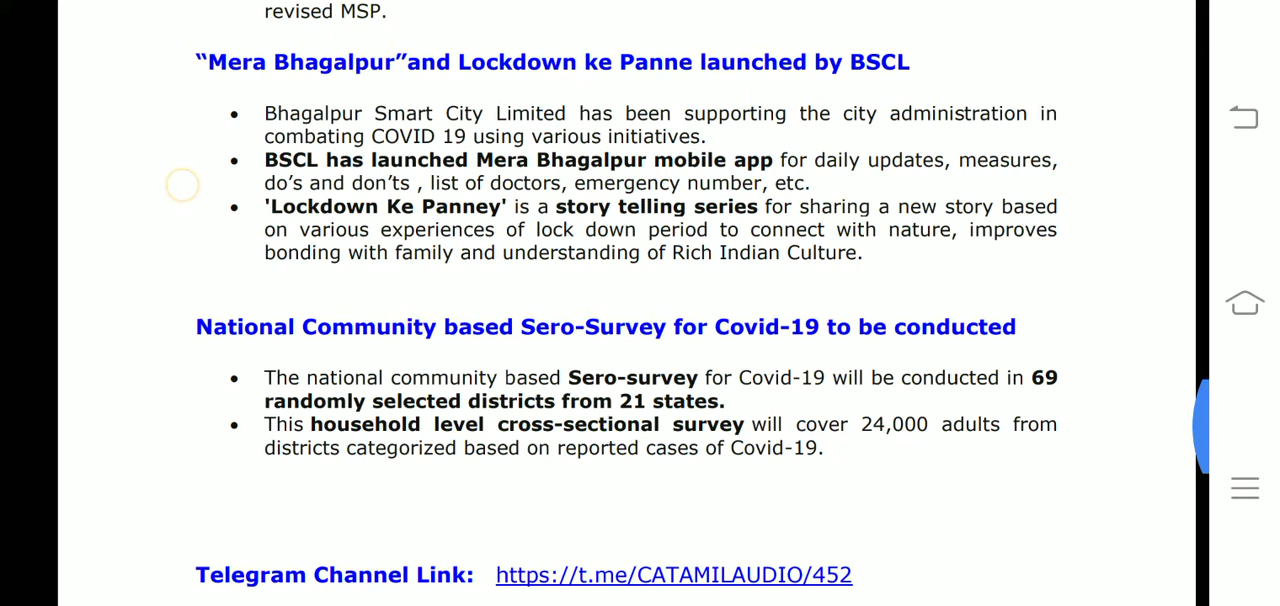 revised MSP.
“Mera Bhagalpur”and Lockdown ke Panne launched by BSCL
• Bhagalpur Smart City Limited has been supporting the city administration in
combating COVID 19 using various initiatives.
• BSCL has launched Mera Bhagalpur mobile app for daily updates, measures,
do’s and don’ts , list of doctors, emergency number, etc.
• 'Lockdown Ke Panney' is a story telling series for sharing a new story based
on various experiences of lock down period to connect with nature, improves
bonding with family and understanding of Rich Indian Culture.
National Community based Sero-Survey for Covid-19 to be conducted
• The national community based Sero-survey for Covid-19 will be conducted in 69
randomly selected districts from 21 states.
• This household level cross-sectional survey will cover 24,000 adults from
districts categorized based on reported cases of Covid-19.
Telegram Channel Link: https://t.me/CATAMILAUDIO/452